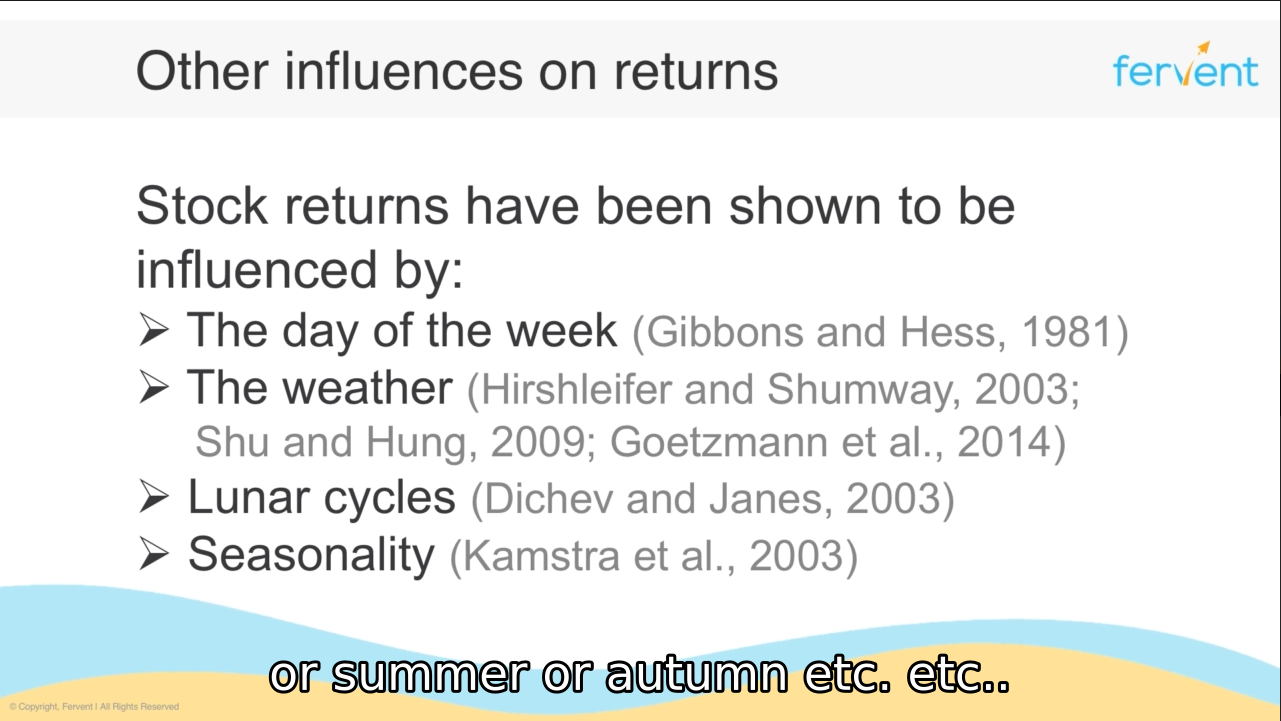 Other influences on returns
fervent
Stock returns have been shown to be
influenced by:
➢ The day of the week (Gibbons and Hess, 1981)
➢ The weather (Hirshleifer and Shumway, 2003;
Shu and Hung, 2009; Goetzmann et al., 2014)
➢ Lunar cycles (Dichev and Janes, 2003)
➢ Seasonality (Kamstra et al., 2003)
or summer or autumn etc. etc..
© Copyright, Fervent | All Rights Reserved